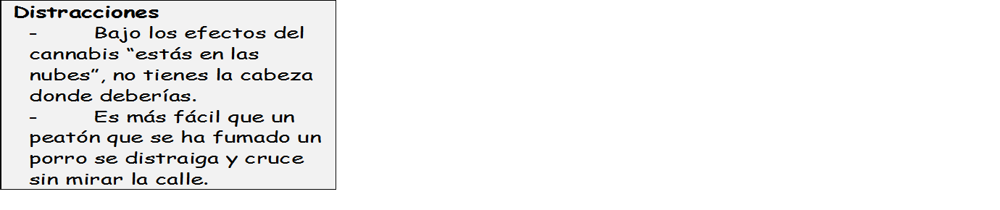 Distracciones
- Bajo los efectos del
cannabis “estás en las
nubes”, no tienes la cabeza
donde deberías.
- Es más fácil que un
peatón que se ha fumado un
porro se distraiga y cruce
sin mirar la calle.